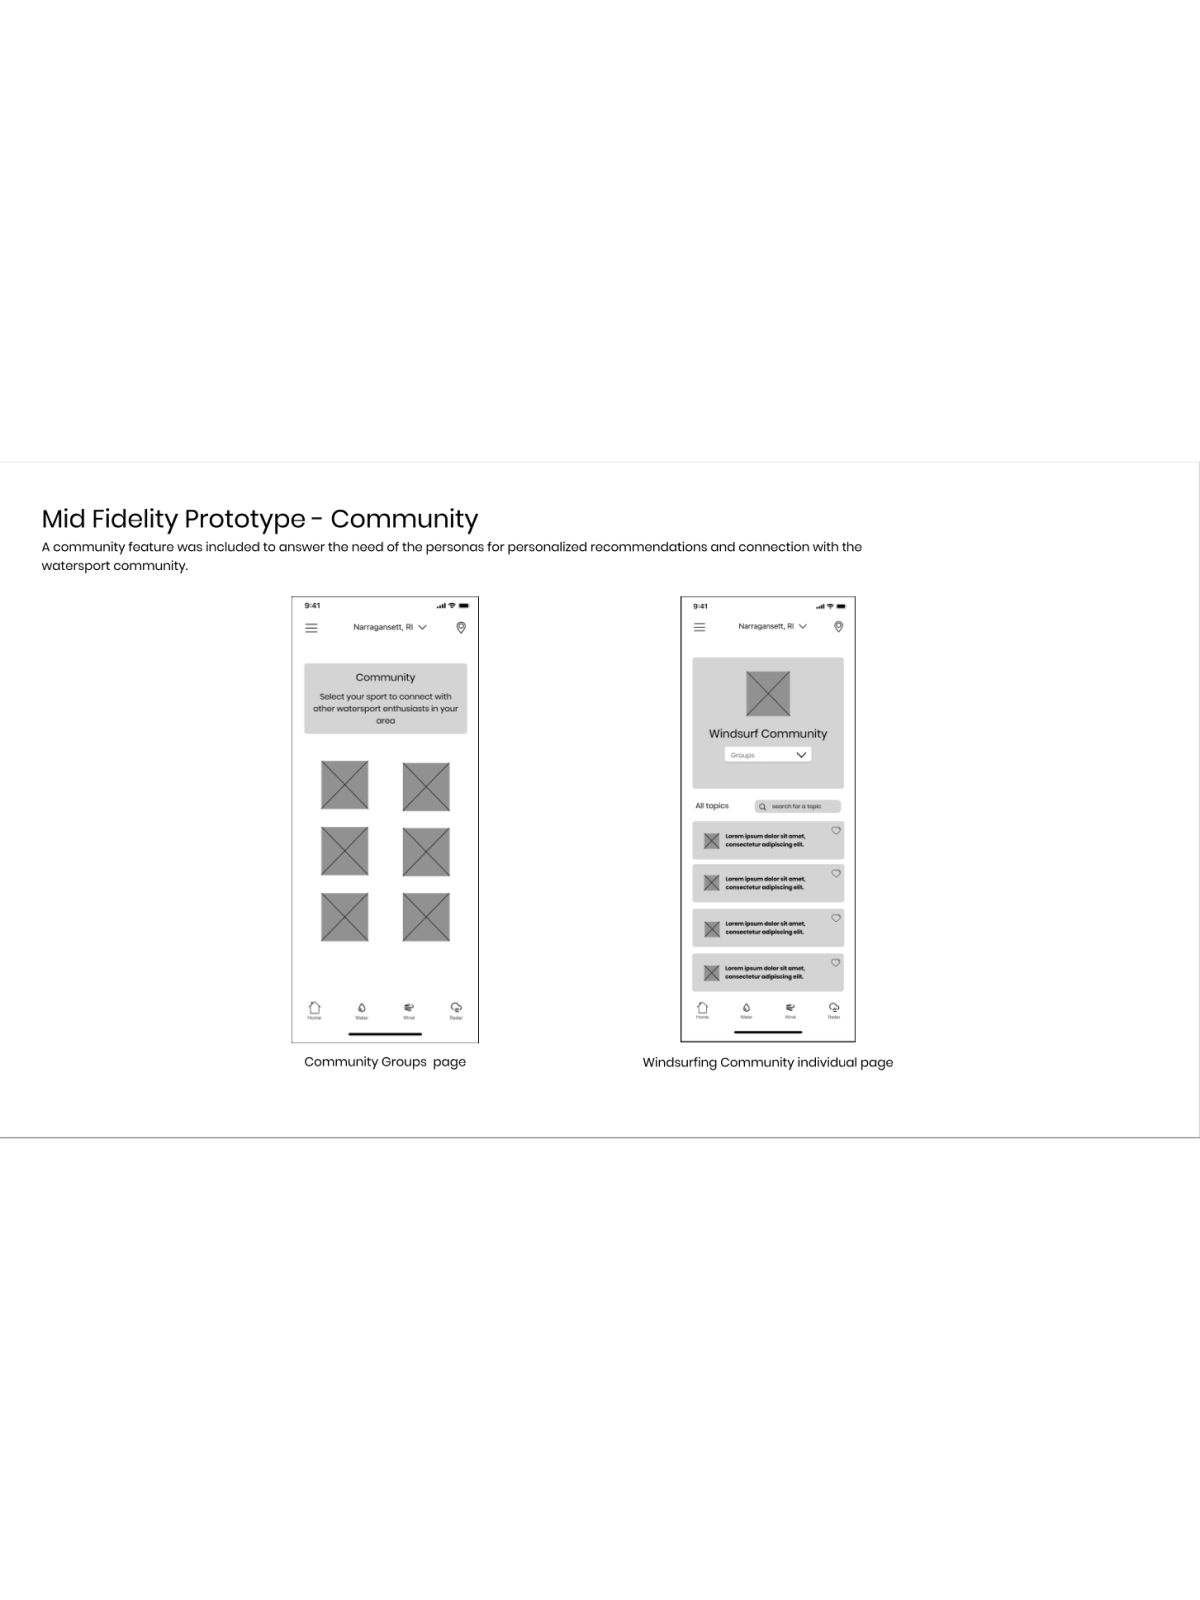 Mid Fidelity Prototype - Community
A community feature was included to answer the need of the personas for personalized recommendations and connection with the
watersport community.
9:41
Narragansett, RI
Community
Select your sport to connect with
other watersport enthusiasts in your
area
Home Water Wind Radar
Community Groups page
9:41
Narragansett, RI
Windsurf Community
Groups
All topics
search for a topic
Lorem ipsum dolor sit amet,
consectetur adipiscing elit.
Lorem ipsum dolor sit amet,
consectetur adipiscing elit.
Lorem ipsum dolor sit amet,
consectetur adipiscing elit.
Lorem ipsum dolor sit amet,
consectetur adipiscing elit.
Home Water Wind Radar
Windsurfing Community individual page